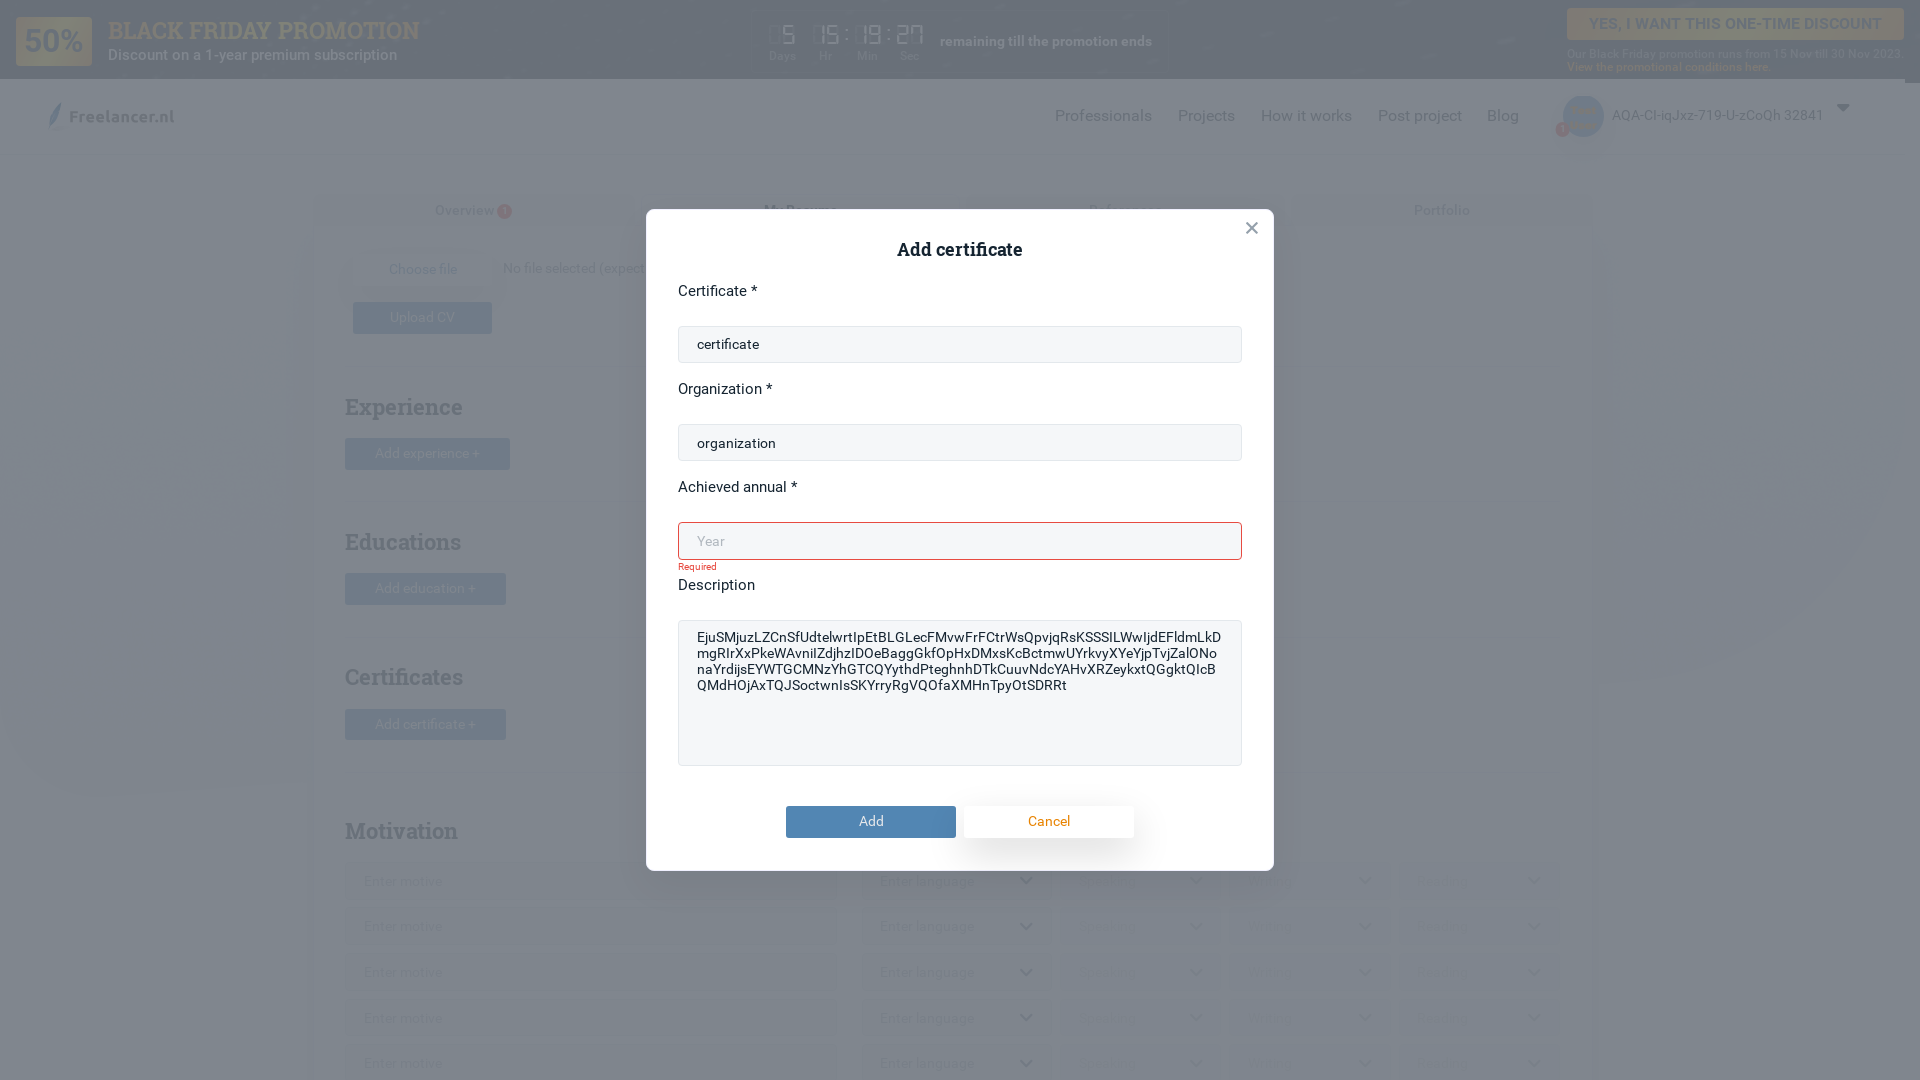 50%
BLACK FRIDAY PROMOTION
Discount on a 1-year premium subscription
5 15:19:27
Days Hr Min Sec
remaining till the promotion ends
YES, I WANT THIS ONE-TIME DISCOUNT
Our Black Friday promotion runs from 15 Nov till 30 Nov 2023.
View the promotional conditions here.
Freelancer.nl
Professionals
Projects
How it works
Post project
Blog
AQA-CI-iqJxz-719-U-zCoQh 32841
Overview
Portfolio
Choose file
No file selected (expect
Upload CV
Experience
Add experience +
Educations
Add education +
Certificates
Add certificate +
Motivation
Enter motive
Enter language
Enter motive
Enter language
Enter motive
Enter language
Enter motive
Enter language
Enter motive
Enter language
Add certificate
Certificate *
certificate
Organization *
organization
Achieved annual *
Year
Required
Description
EjuSMjuzLZCnSfUdtelwrtIpEtBLGLecFMvwFrFCtrWsQpvjqRsKSSSILWwIjdEFldmLkD
mgRIrXxPkeWAvniIZdjhzIDOeBaggGkfOpHxDMxsKcBctmwUYrkvyXYeYjpTvjZalONo
naYrdijsEYWTGCMNzYhGTCQYythdPteghnhDTkCuuvNdcYAHvXRZeykxtQGgktQIcB
QMdHOjAxTQJSoctwnIsSKYrryRgVQOfaXMHnTpyOtSDRRt
Add
Cancel